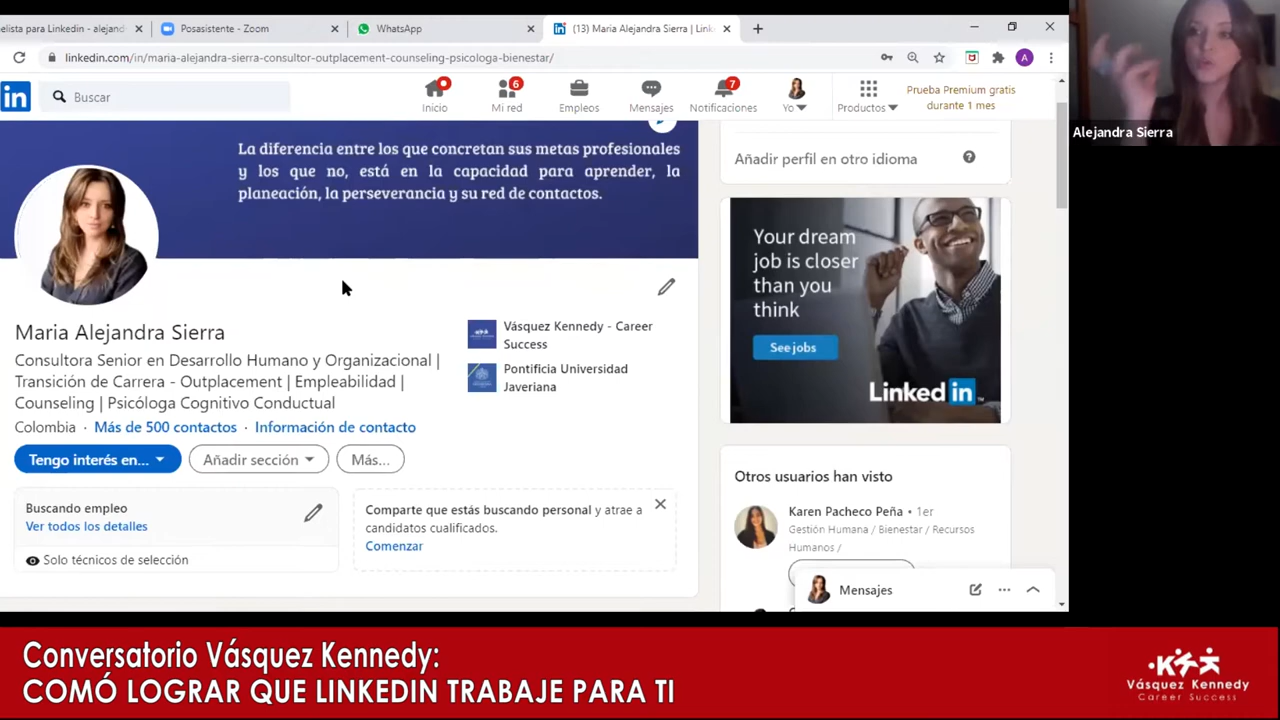 elista para Linkedin - alejand
Posasistente - Zoom
WhatsApp
(13) Maria Alejandra Sierra | Link
linkedin.com/in/maria-alejandra-sierra-consultor-outplacement-counseling-psicologa-bienestar/
A
in
Buscar
Inicio
6
Mi red
Empleos
Mensajes
7
Notificaciones
Yo
Productos
Prueba Premium gratis
durante 1 mes
Alejandra Sierra
La diferencia entre los que concretan sus metas profesionales
y los que no, está en la capacidad para aprender, la
planeación, la perseverancia y su red de contactos.
Añadir perfil en otro idioma
Your dream
job is closer
than you
think
See jobs
Linked in
Maria Alejandra Sierra
Consultora Senior en Desarrollo Humano y Organizacional |
Transición de Carrera - Outplacement | Empleabilidad |
Counseling | Psicóloga Cognitivo Conductual
Colombia · Más de 500 contactos · Información de contacto
Vásquez Kennedy - Career
Success
Pontificia Universidad
Javeriana
Tengo interés en...
Añadir sección
Más...
Buscando empleo
Ver todos los detalles
Solo técnicos de selección
Comparte que estás buscando personal y atrae a
candidatos cualificados.
Comenzar
Otros usuarios han visto
Karen Pacheco Peña • 1er
Gestión Humana / Bienestar / Recursos
Humanos /
Mensajes
Conversatorio Vásquez Kennedy:
COMÓ LOGRAR QUE LINKEDIN TRABAJE PARA TI
Vásquez Kennedy
Career Success